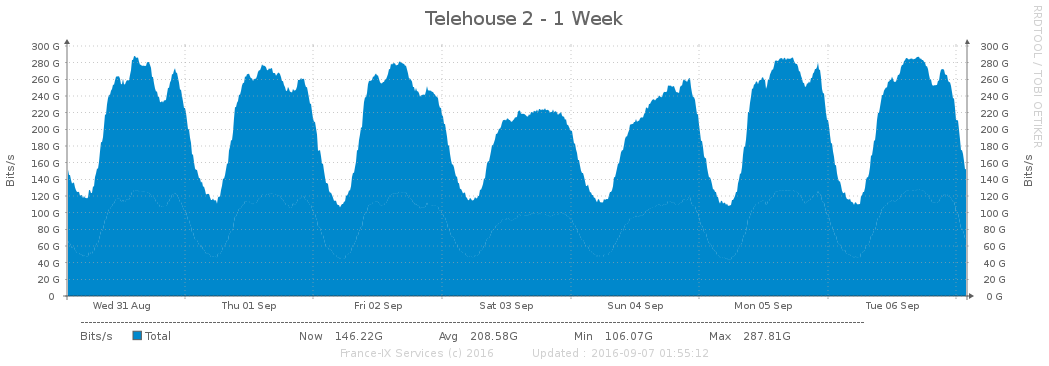 Telehouse 2 - 1 Week
RRDTOOL / TOBI OETIKER
Bits/s
300 G
280 G
260 G
240 G
220 G
200 G
180 G
160 G
140 G
120 G
100 G
80 G
60 G
40 G
20 G
0
300 G
280 G
260 G
240 G
220 G
200 G
180 G
160 G
140 G
120 G
100 G
80 G
60 G
40 G
20 G
0 G
Bits/s
Wed 31 Aug Thu 01 Sep Fri 02 Sep Sat 03 Sep Sun 04 Sep Mon 05 Sep Tue 06 Sep
Bits/s Total Now 146.22G Avg 208.58G Min 106.07G Max 287.81G
France-IX Services (c) 2016 Updated : 2016-09-07 01:55:12